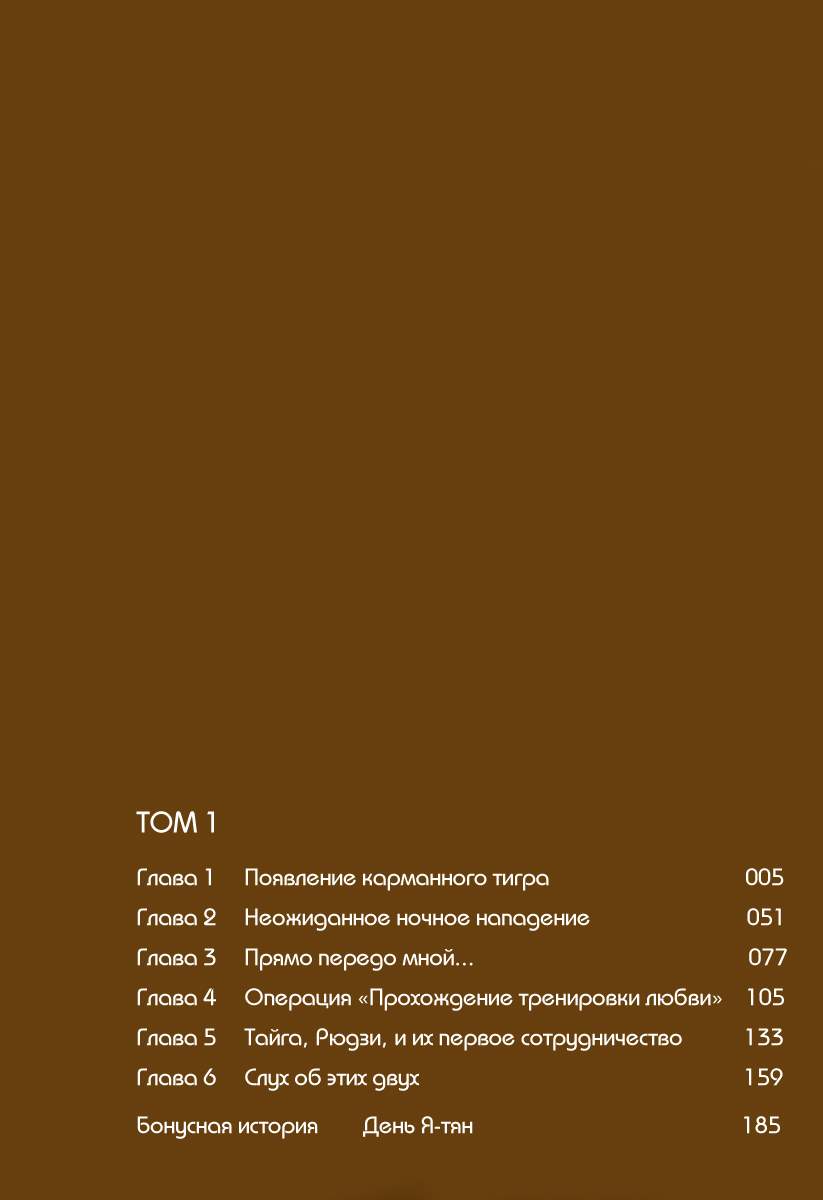 ТОМ 1
Глава 1 Появление карманного тигра 005
Глава 2 Неожиданное ночное нападение 051
Глава 3 Прямо передо мной... 077
Глава 4 Операция «Прохождение тренировки любви» 105
Глава 5 Тайга, Рюдзи, и их первое сотрудничество 133
Глава 6 Слух об этих двух 159
Бонусная история День Я-тян 185